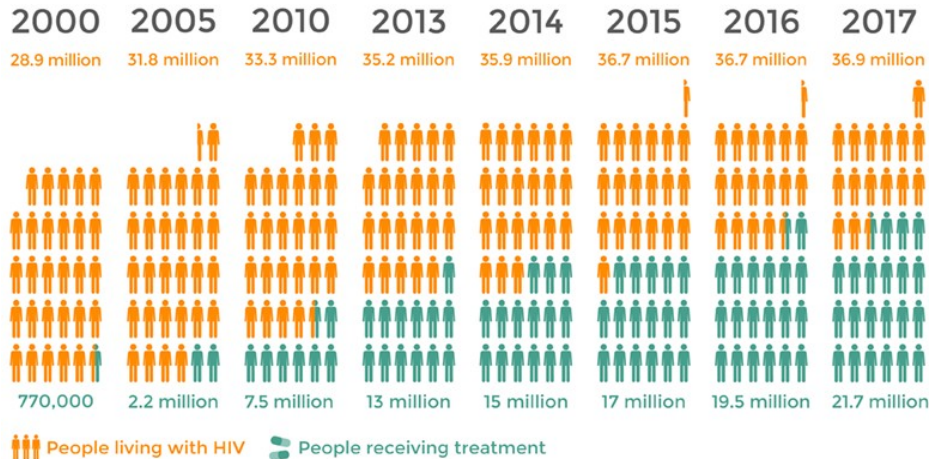 2000 2005 2010 2013 2014 2015 2016 2017
28.9 million 31.8 million 33.3 million 35.2 million 35.9 million 36.7 million 36.7 million 36.9 million
770,000 2.2 million 7.5 million 13 million 15 million 17 million 19.5 million 21.7 million
People living with HIV People receiving treatment